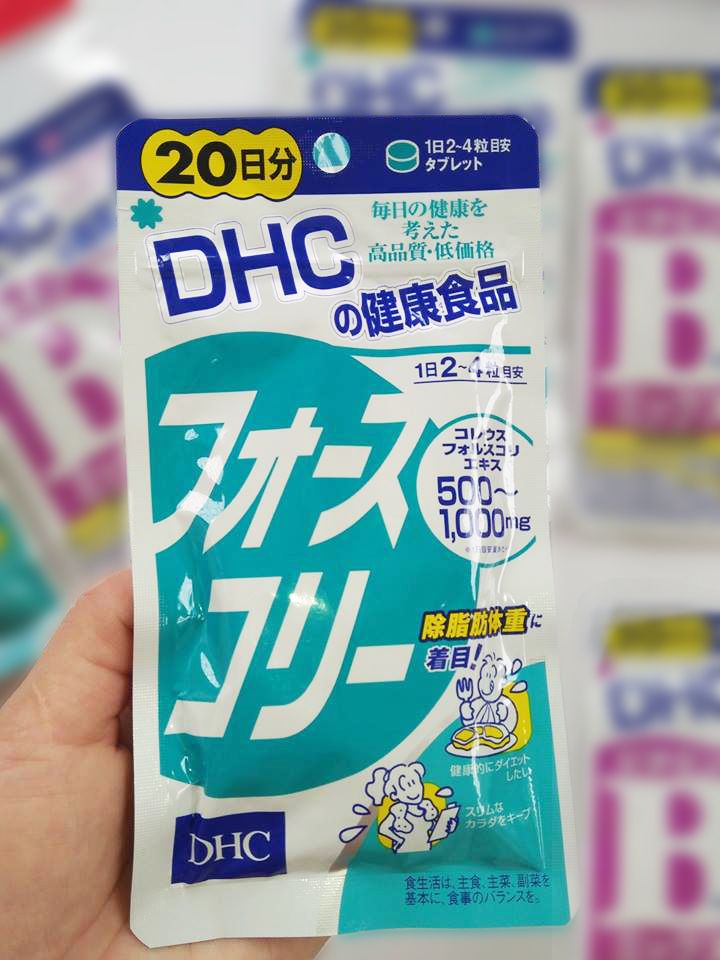 20日分
1日2~4粒目安
タブレット
毎日の健康を
考えた
高品質・低価格
DHC
の健康食品
1日2~4粒目安
フォース
コリー
コレウス
フォルスコリ
エキス
500~
1,000mg
除脂肪体重に
着目!
健康的にダイエット
したい
スリムな
カラダをキープ
DHC
食生活は、主食、主菜、副菜を
基本に、食事のバランスを。
DHC
DHC
B
B